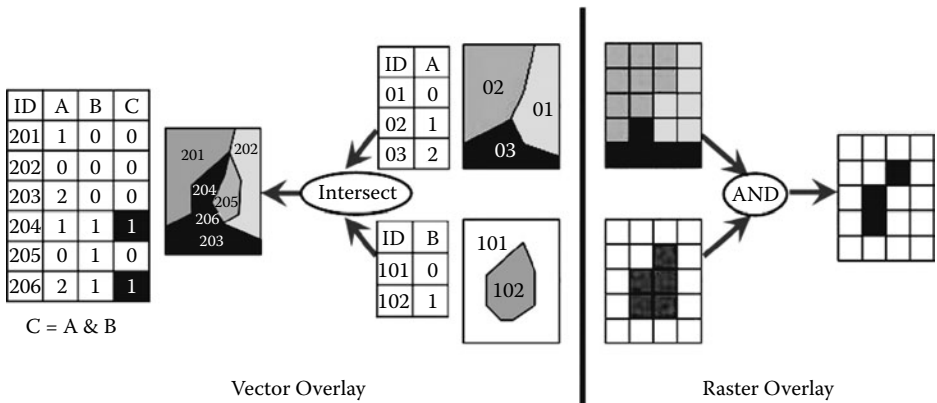 ID A B C
201 1 0 0
202 0 0 0
203 2 0 0
204 1 1 1
205 0 1 0
206 2 1 1
C = A & B
201
202
204
205
206
203
Intersect
ID A
01 0
02 1
03 2
02
01
03
ID B
101 0
102 1
101
102
Vector Overlay
AND
Raster Overlay